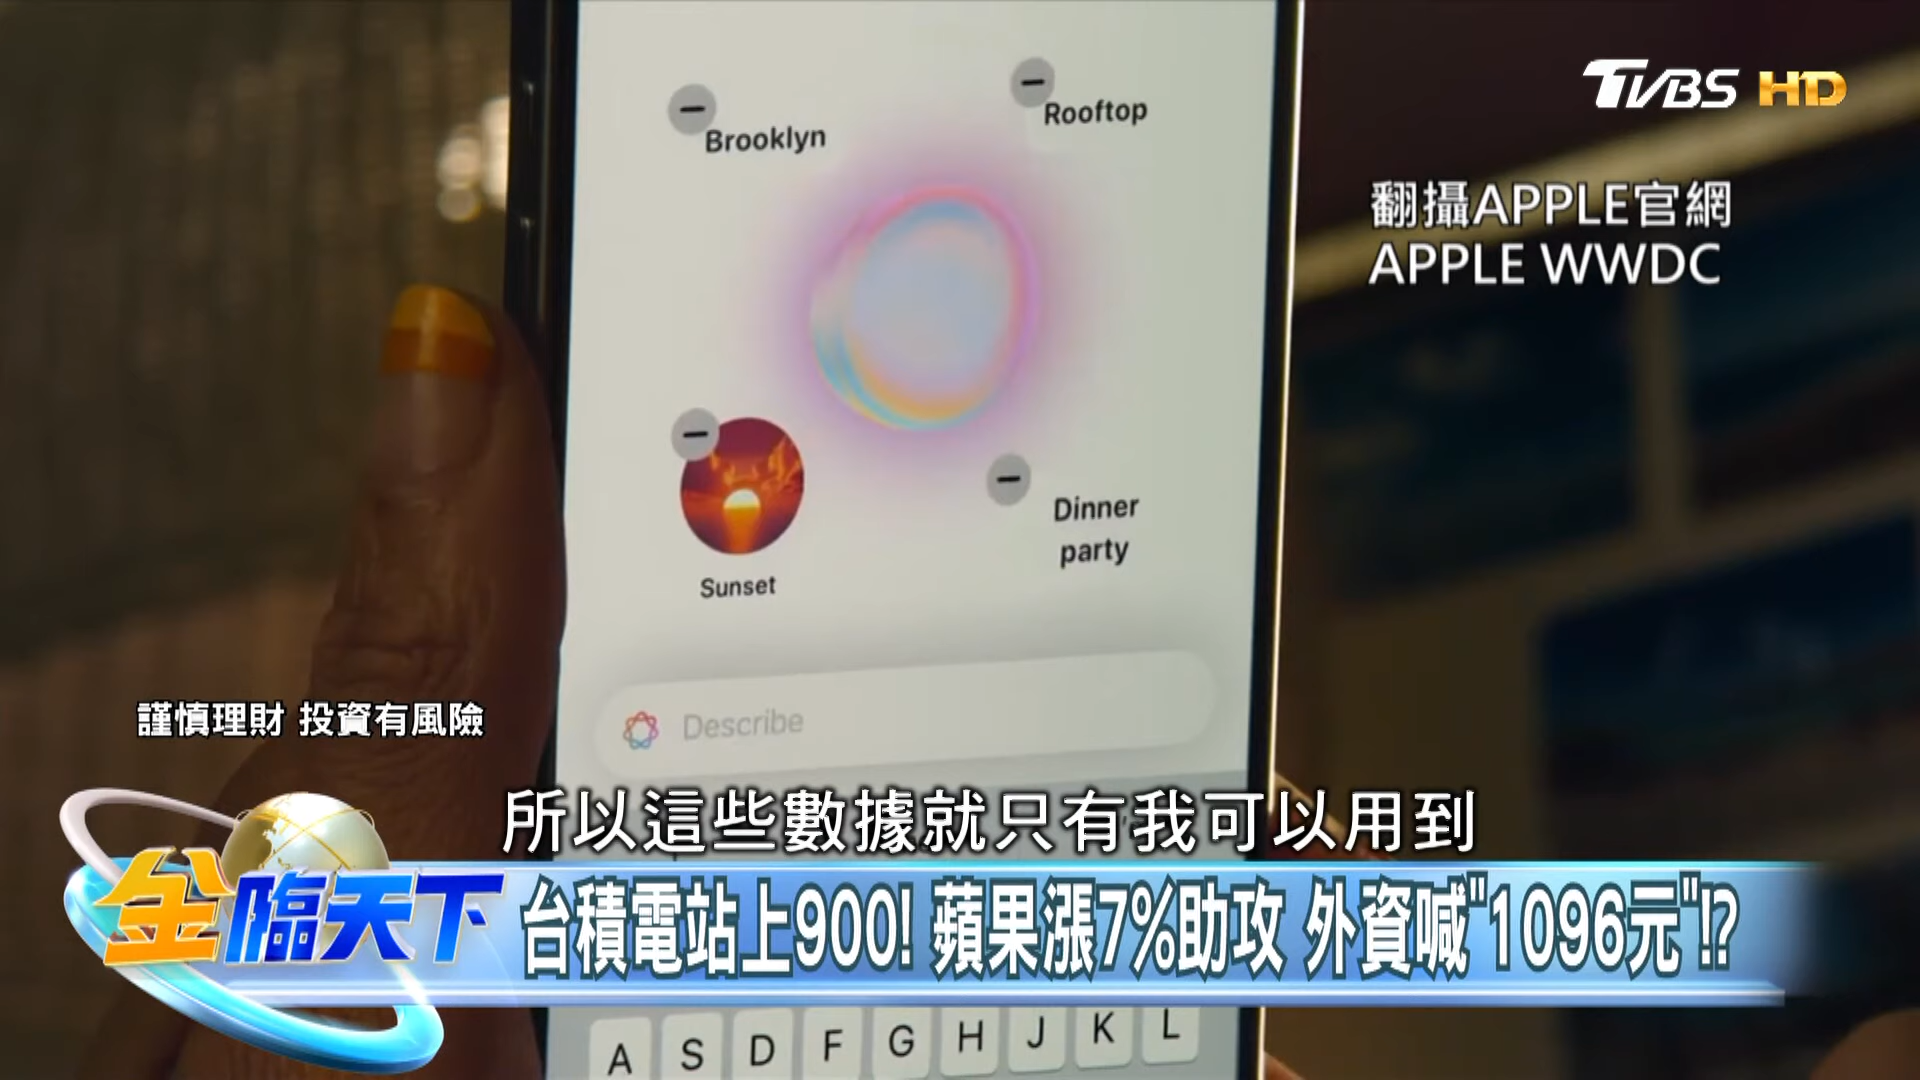 TVBS HD
Brooklyn
Rooftop
翻攝APPLE官網
APPLE WWDC
Sunset
Dinner
party
Describe
謹慎理財 投資有風險
所以這些數據就只有我可以用到
金臨天下
台積電站上900! 蘋果漲7%助攻 外資喊"1096元"!?
A S D F G H J K L